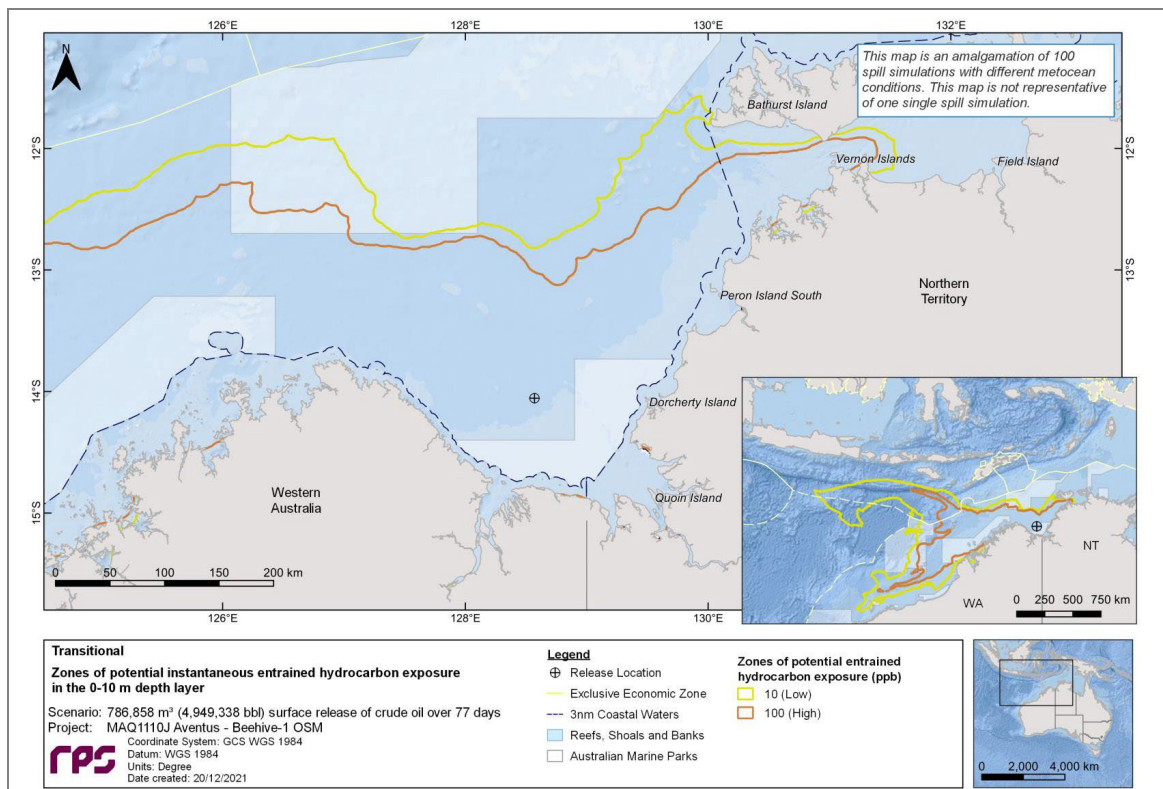 126°E
128°E
130°E
132°E
N
This map is an amalgamation of 100
spill simulations with different metocean
conditions. This map is not representative
of one single spill simulation.
Bathurst Island
12°S
12°S
Vernon Islands
Field Island
13°S
13°S
Northern
Territory
Peron Island South
14°S
Dorcherty Island
Western
Australia
Quoin Island
15°S
NT
WA
0 50 100 150 200 km
0 250 500 750 km
126°E
128°E
130°E
Transitional
Zones of potential instantaneous entrained hydrocarbon exposure
in the 0-10 m depth layer
Scenario: 786,858 m³ (4,949,338 bbl) surface release of crude oil over 77 days
Project: MAQ1110J Aventus - Beehive-1 OSM
rps
Coordinate System: GCS WGS 1984
Datum: WGS 1984
Units: Degree
Date created: 20/12/2021
Legend
Release Location
Exclusive Economic Zone
3nm Coastal Waters
Reefs, Shoals and Banks
Australian Marine Parks
Zones of potential entrained
hydrocarbon exposure (ppb)
10 (Low)
100 (High)
0 2,000 4,000 km